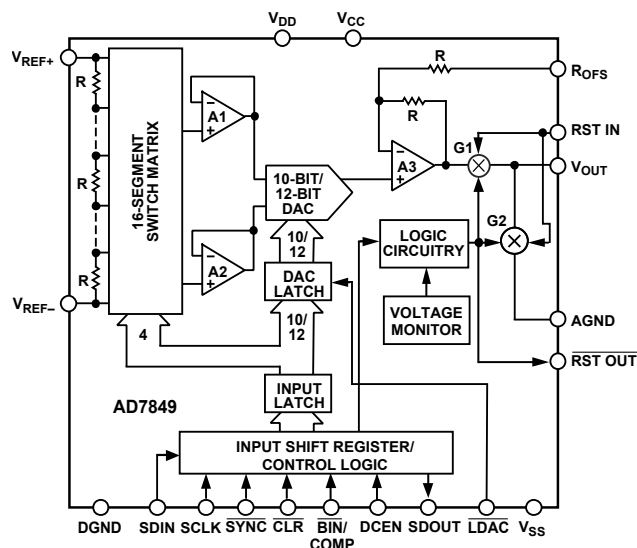 VDD
VCC
VREF+
R
R
R
16-SEGMENT
SWITCH MATRIX
A1
A2
10-BIT/
12-BIT
DAC
10/
12
DAC
LATCH
10/
12
4
INPUT
LATCH
R
R
A3
G1
G2
ROFS
RST IN
VOUT
LOGIC
CIRCUITRY
VOLTAGE
MONITOR
AGND
RST OUT
VREF–
AD7849
INPUT SHIFT REGISTER/
CONTROL LOGIC
DGND
SDIN
SCLK
SYNC
CLR
BIN/
COMP
DCEN
SDOUT
LDAC
VSS